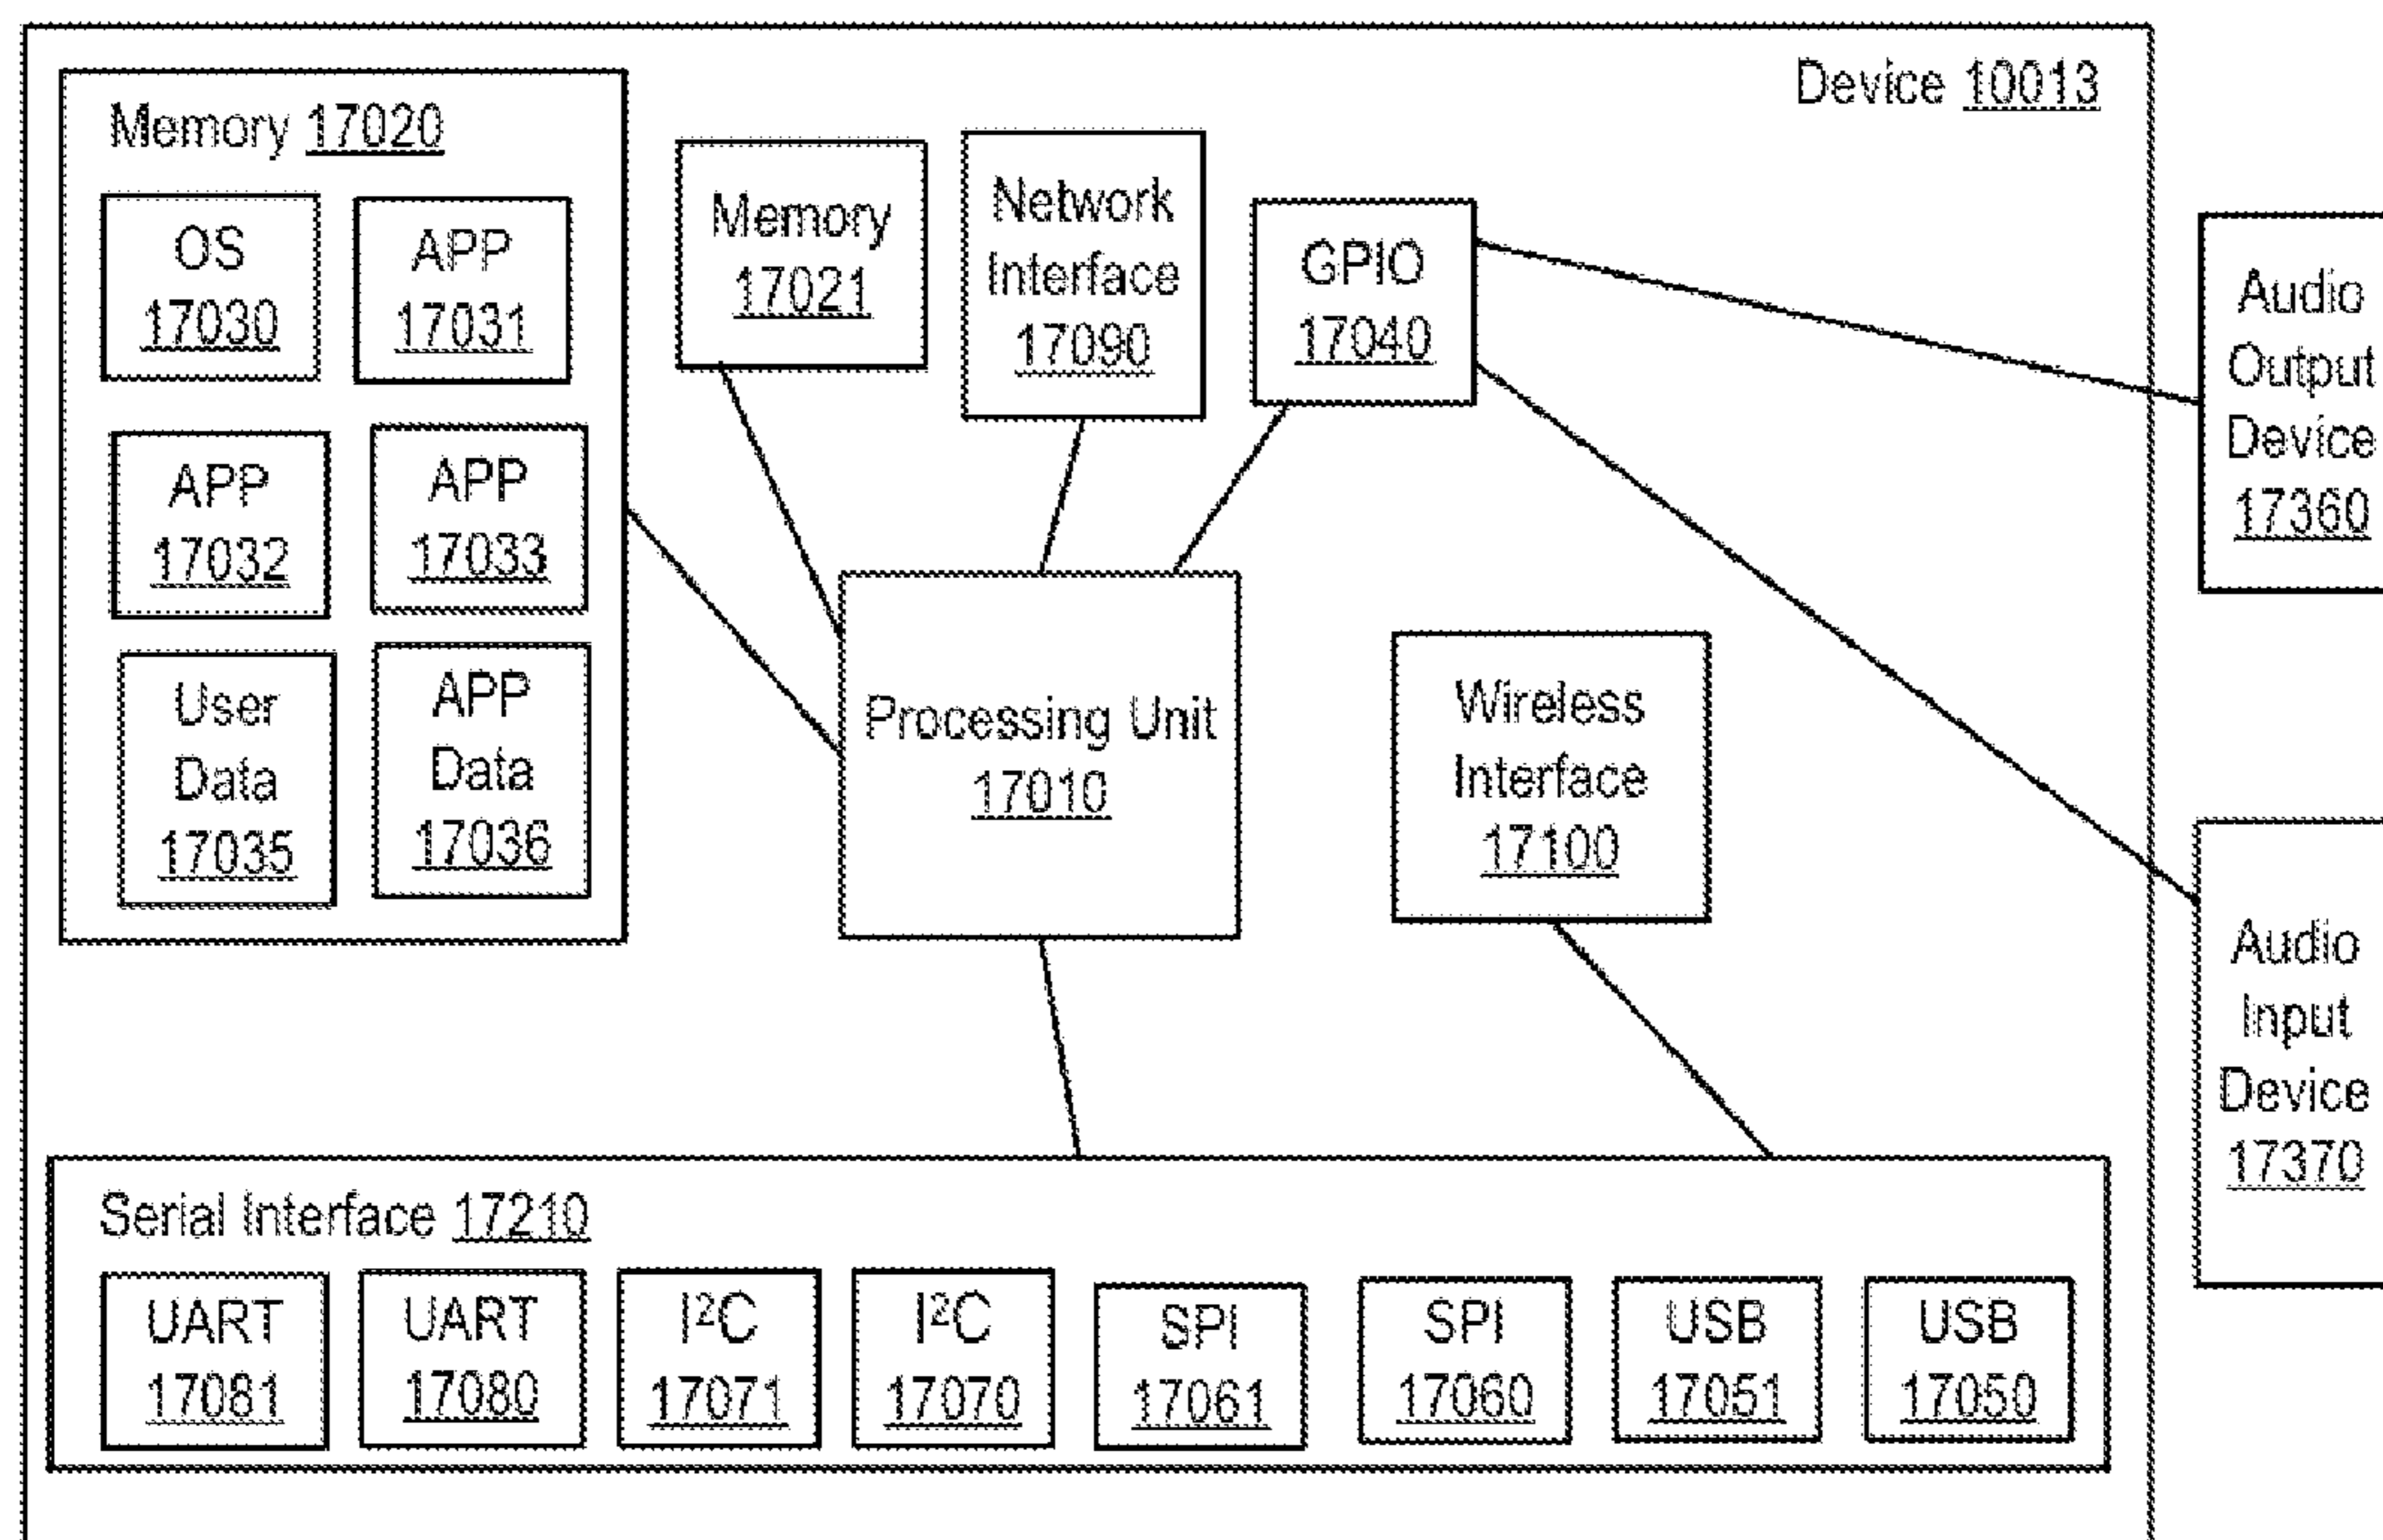 Device 10013
Memory 17020
OS
17030
APP
17031
APP
17032
APP
17033
User
Data
17035
APP
Data
17036
Memory
17021
Network
Interface
17090
GPIO
17040
Audio
Output
Device
17360
Processing Unit
17010
Wireless
Interface
17100
Audio
Input
Device
17370
Serial Interface 17210
UART
17081
UART
17080
I²C
17071
I²C
17070
SPI
17061
SPI
17060
USB
17051
USB
17050